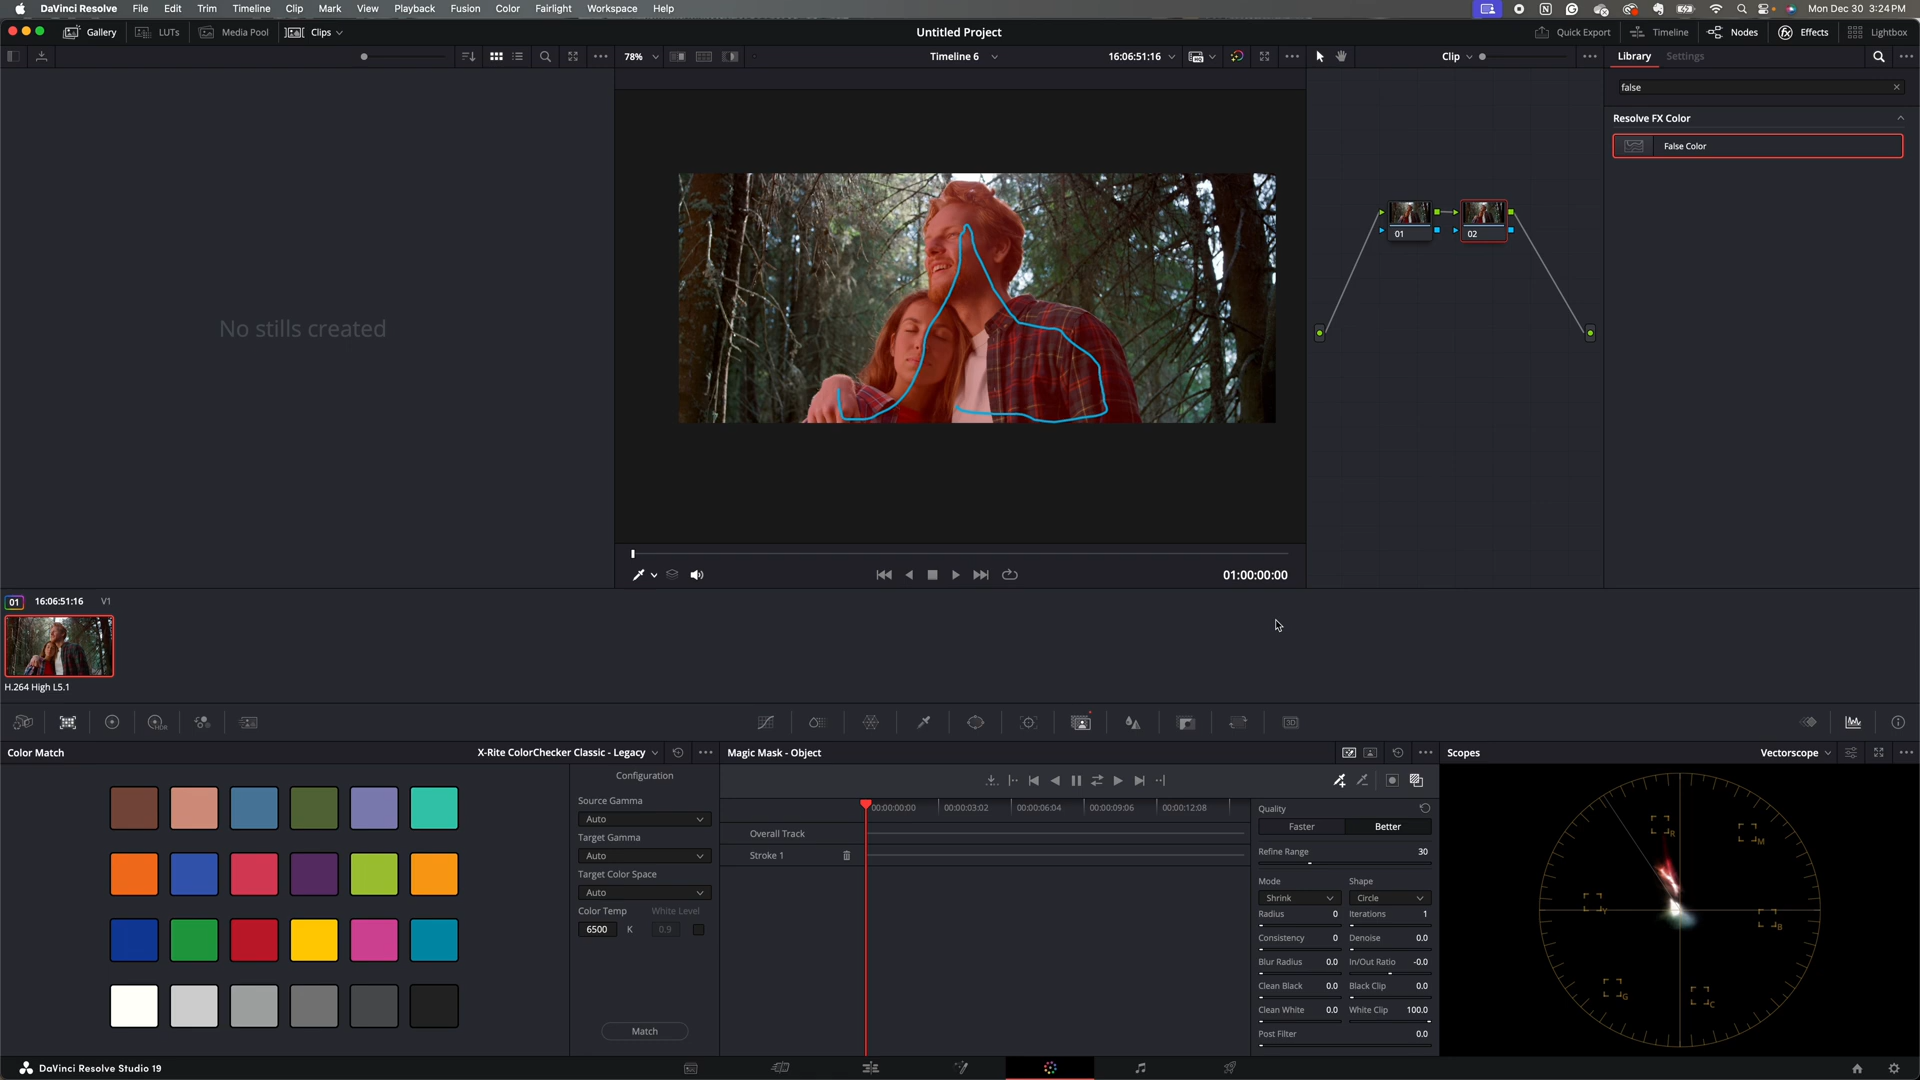 DaVinci Resolve File Edit Trim Timeline Clip Mark View Playback Fusion Color Fairlight Workspace Help Mon Dec 30 3:24PM
Gallery LUTs Media Pool Clips Untitled Project Quick Export Timeline Nodes Effects Lightbox
78% Timeline 6 16:06:51:16 Clip Library Settings
false
Resolve FX Color
False Color
01 02
No stills created
01:00:00:00
01 16:06:51:16 V1
H.264 High L5.1
Color Match X-Rite ColorChecker Classic - Legacy Magic Mask - Object Scopes Vectorscope
Configuration
Source Gamma
Auto
Target Gamma
Auto
Target Color Space
Auto
Color Temp White Level
6500 K 0.9
Match
00:00:00:00 00:00:03:02 00:00:06:04 00:00:09:06 00:00:12:08
Overall Track
Stroke 1
Quality
Faster Better
Refine Range 30
Mode Shape
Shrink Circle
Radius 0 Iterations 1
Consistency 0 Denoise 0.0
Blur Radius 0.0 In/Out Ratio -0.0
Clean Black 0.0 Black Clip 0.0
Clean White 0.0 White Clip 100.0
Post Filter 0.0
R M
Y B
G C
DaVinci Resolve Studio 19